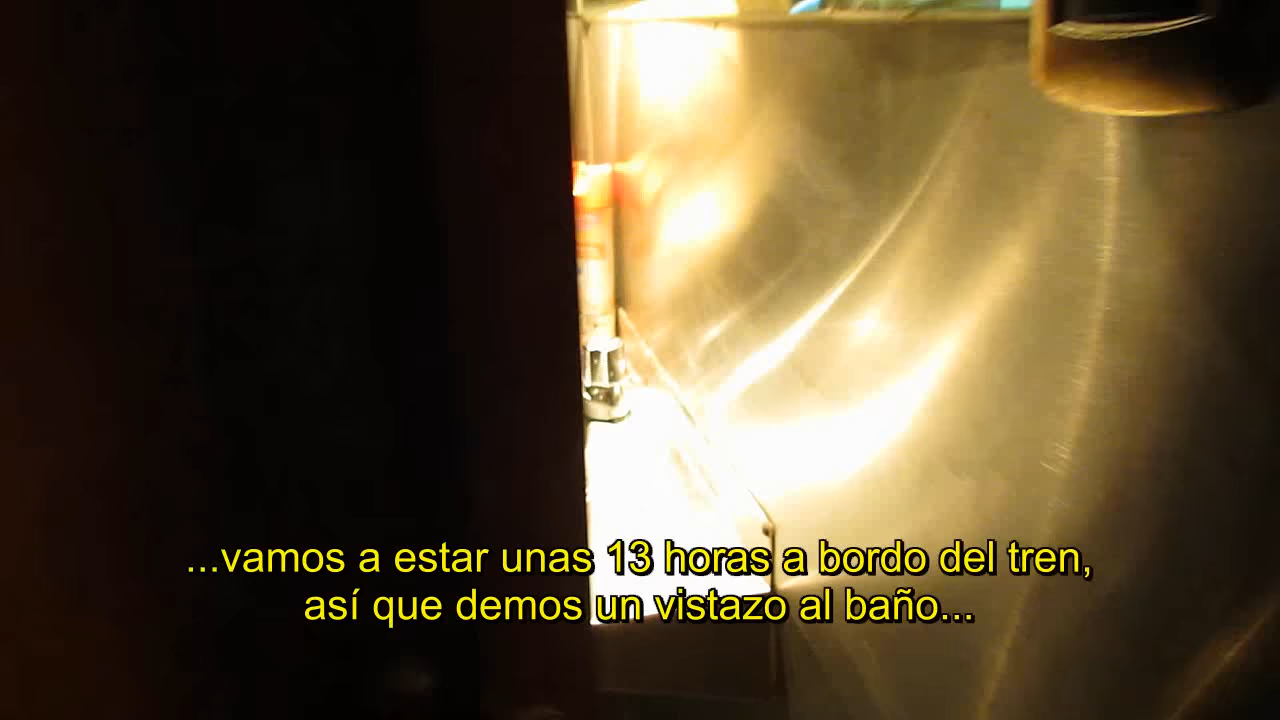 ...vamos a estar unas 13 horas a bordo del tren,
así que demos un vistazo al baño...